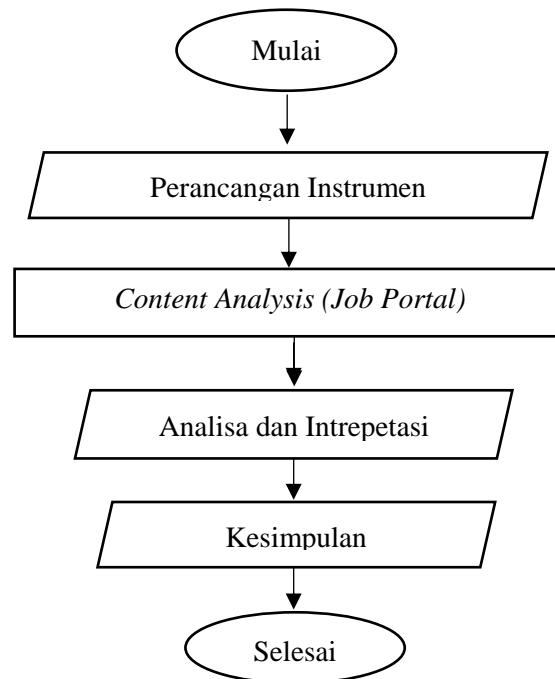 Mulai
Perancangan Instrumen
Content Analysis (Job Portal)
Analisa dan Intrepetasi
Kesimpulan
Selesai